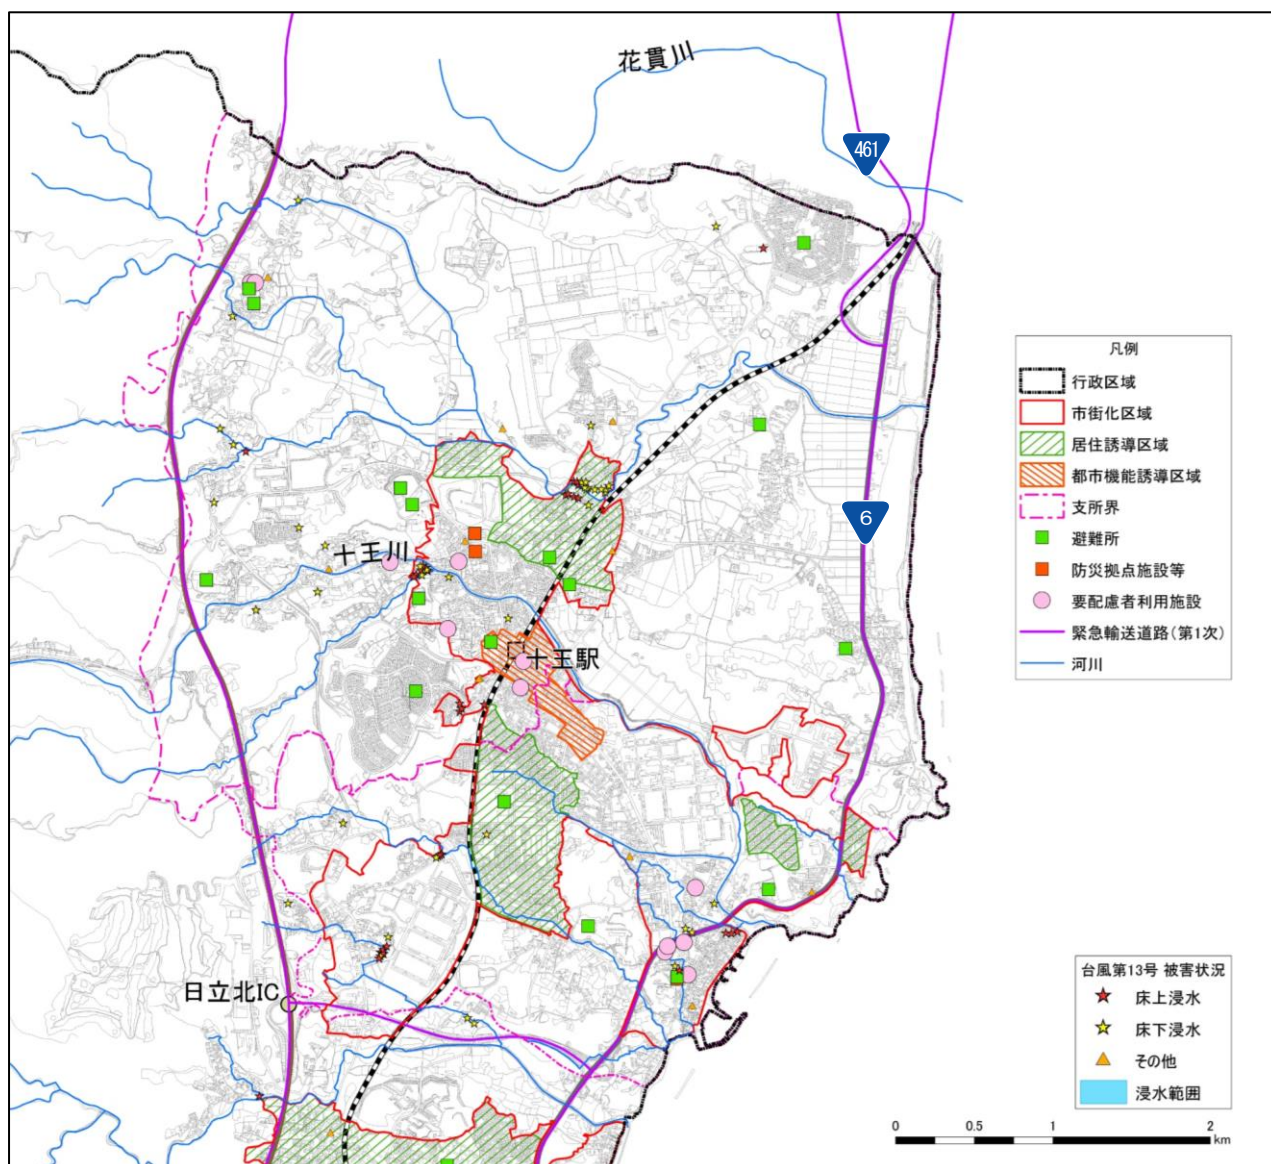 花貫川
461
凡例
行政区域
市街化区域
居住誘導区域
都市機能誘導区域
支所界
避難所
防災拠点施設等
要配慮者利用施設
緊急輸送道路(第1次)
河川
6
十王川
十王駅
日立北IC
台風第13号 被害状況
床上浸水
床下浸水
その他
浸水範囲
0 0.5 1 2
km